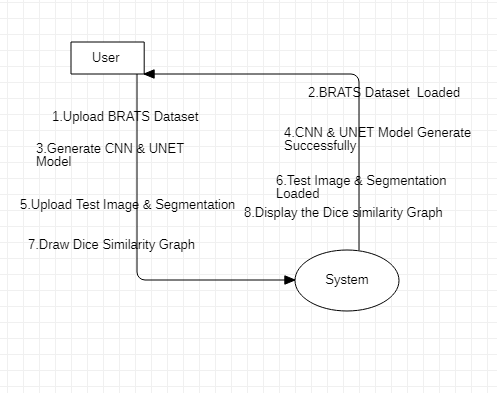 User
2.BRATS Dataset  Loaded
1.Upload BRATS Dataset
4.CNN & UNET Model Generate
Successfully
3.Generate CNN & UNET
Model
6.Test Image & Segmentation
Loaded
5.Upload Test Image & Segmentation
8.Display the Dice similarity Graph
7.Draw Dice Similarity Graph
System